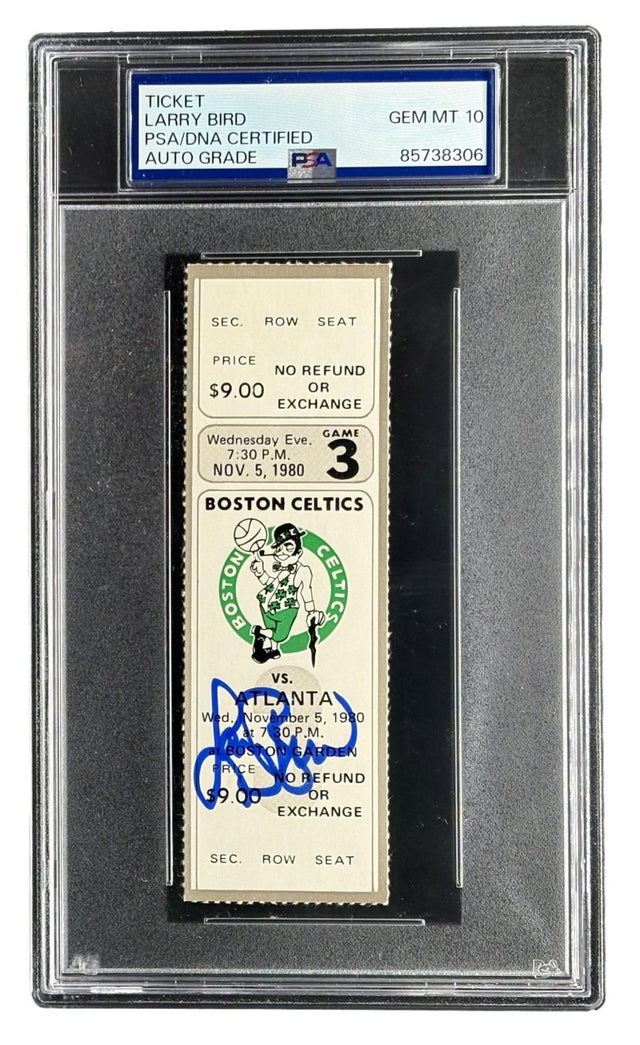 TICKET
LARRY BIRD GEM MT 10
PSA/DNA CERTIFIED
AUTO GRADE PSA 85738306
SEC. ROW SEAT
PRICE
$9.00
NO REFUND
OR
EXCHANGE
Wednesday Eve.
7:30 P.M.
NOV. 5, 1980
GAME
3
BOSTON CELTICS
BOSTON CELTICS
VS.
ATLANTA
Wed. November 5, 1980
at 7:30 P.M.
at BOSTON GARDEN
PRICE
$9.00
NO REFUND
OR
EXCHANGE
SEC. ROW SEAT
PSA